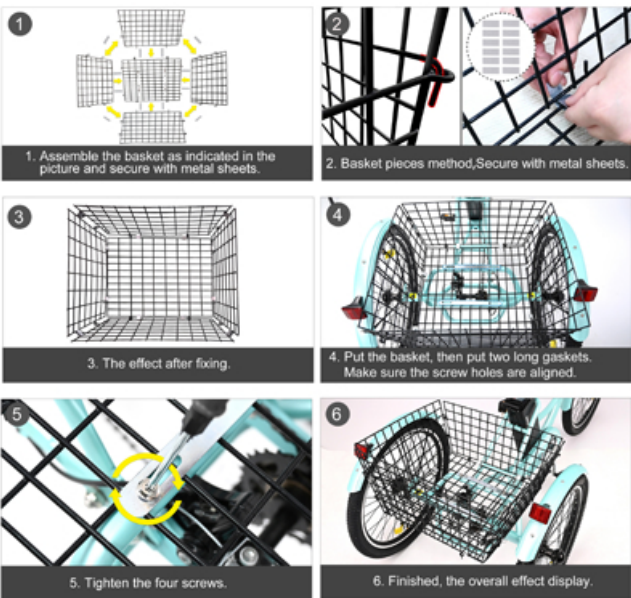 1
1. Assemble the basket as indicated in the
picture and secure with metal sheets.
2
2. Basket pieces method,Secure with metal sheets.
3
3. The effect after fixing.
4
4. Put the basket, then put two long gaskets.
Make sure the screw holes are aligned.
5
5. Tighten the four screws.
6
6. Finished, the overall effect display.